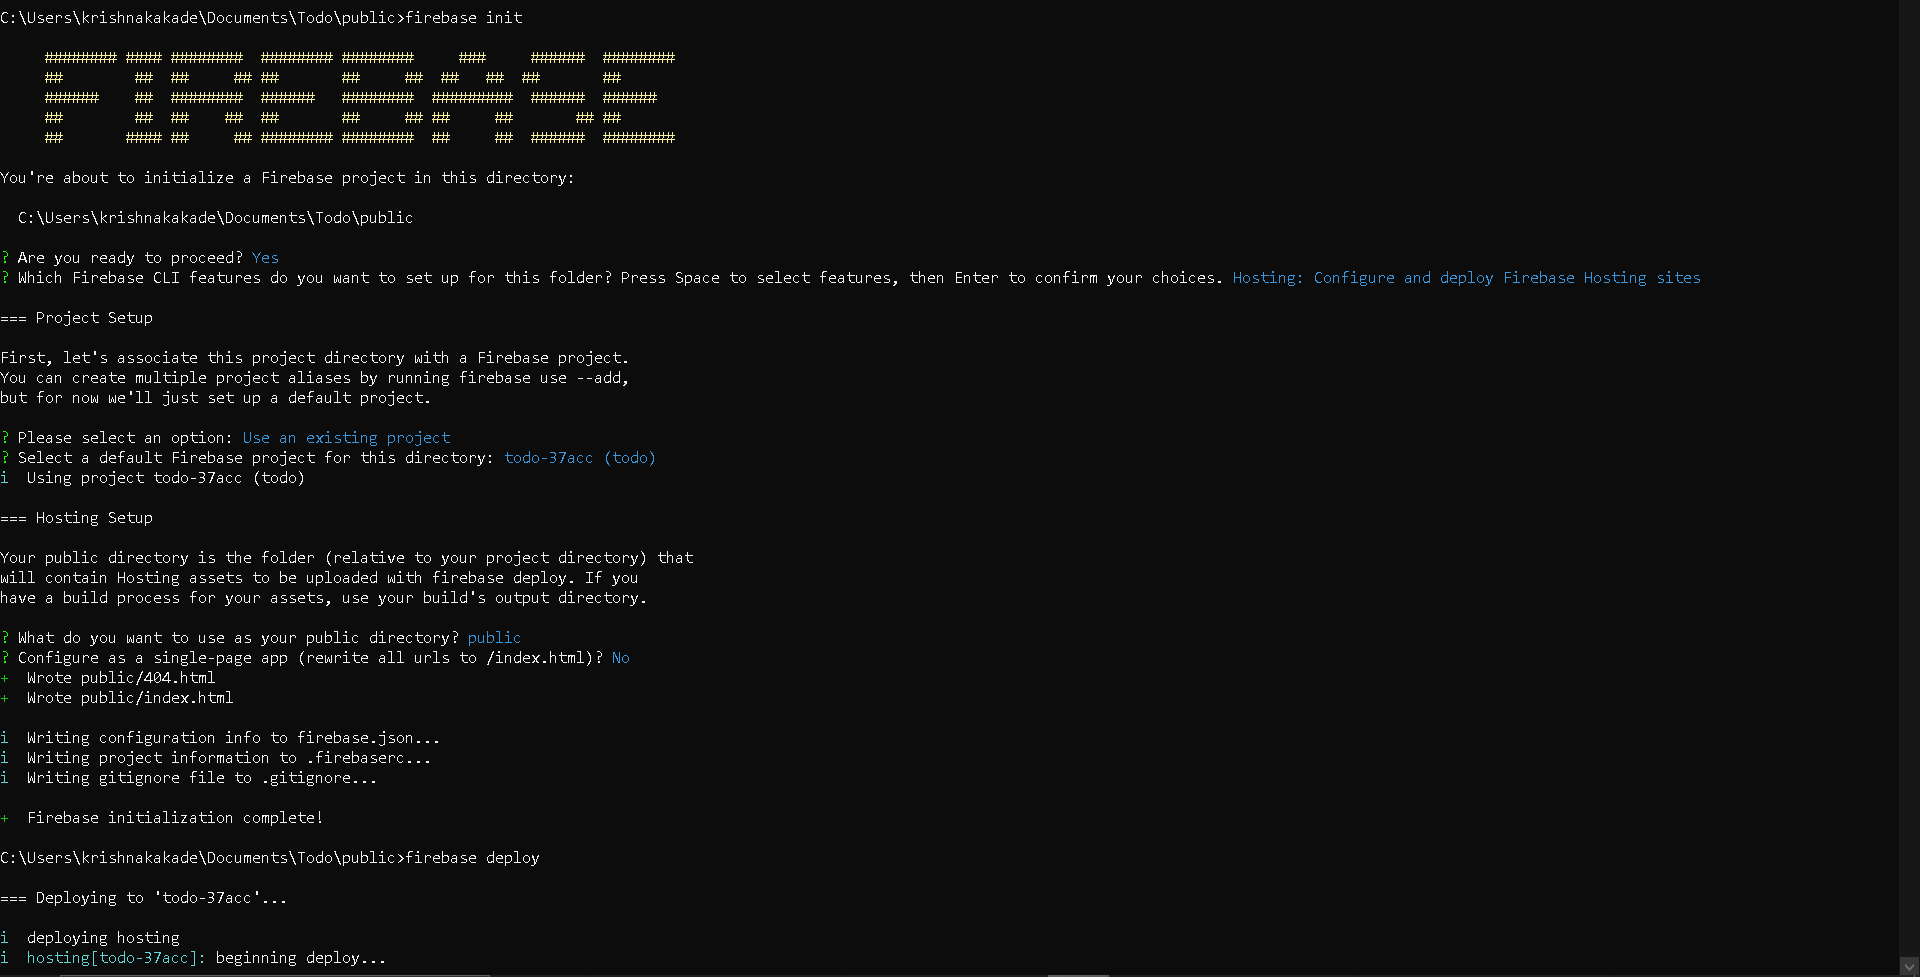 C:\Users\krishnakakade\Documents\Todo\public>firebase init
######## #### ########  ######## ########     ###     ######  ########
##        ##  ##     ## ##       ##     ##  ##   ##  ##       ##
######    ##  ########  ######   ########  #########  ######  ######
##        ##  ##    ##  ##       ##     ## ##     ##       ## ##
##       #### ##     ## ######## ########  ##     ##  ######  ########
You're about to initialize a Firebase project in this directory:
C:\Users\krishnakakade\Documents\Todo\public
? Are you ready to proceed? Yes
? Which Firebase CLI features do you want to set up for this folder? Press Space to select features, then Enter to confirm your choices. Hosting: Configure and deploy Firebase Hosting sites
=== Project Setup
First, let's associate this project directory with a Firebase project.
You can create multiple project aliases by running firebase use --add,
but for now we'll just set up a default project.
? Please select an option: Use an existing project
? Select a default Firebase project for this directory: todo-37acc (todo)
i  Using project todo-37acc (todo)
=== Hosting Setup
Your public directory is the folder (relative to your project directory) that
will contain Hosting assets to be uploaded with firebase deploy. If you
have a build process for your assets, use your build's output directory.
? What do you want to use as your public directory? public
? Configure as a single-page app (rewrite all urls to /index.html)? No
+  Wrote public/404.html
+  Wrote public/index.html
i  Writing configuration info to firebase.json...
i  Writing project information to .firebaserc...
i  Writing gitignore file to .gitignore...
+  Firebase initialization complete!
C:\Users\krishnakakade\Documents\Todo\public>firebase deploy
=== Deploying to 'todo-37acc'...
i  deploying hosting
i  hosting[todo-37acc]: beginning deploy...